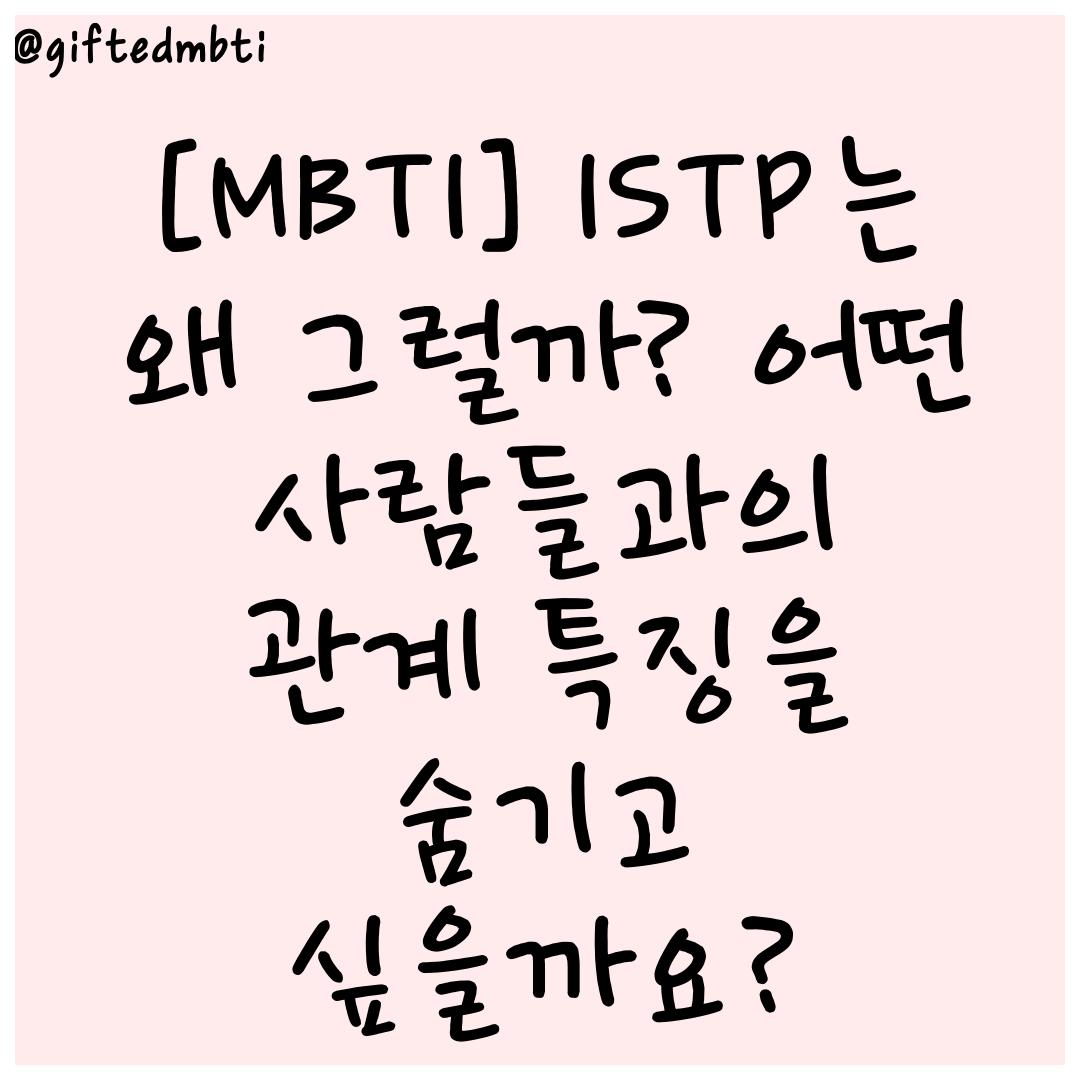 @giftedmbti
[MBTI] ISTP는
왜 그럴까? 어떤
사람들과의
관계 특징을
숨기고
싶을까요?